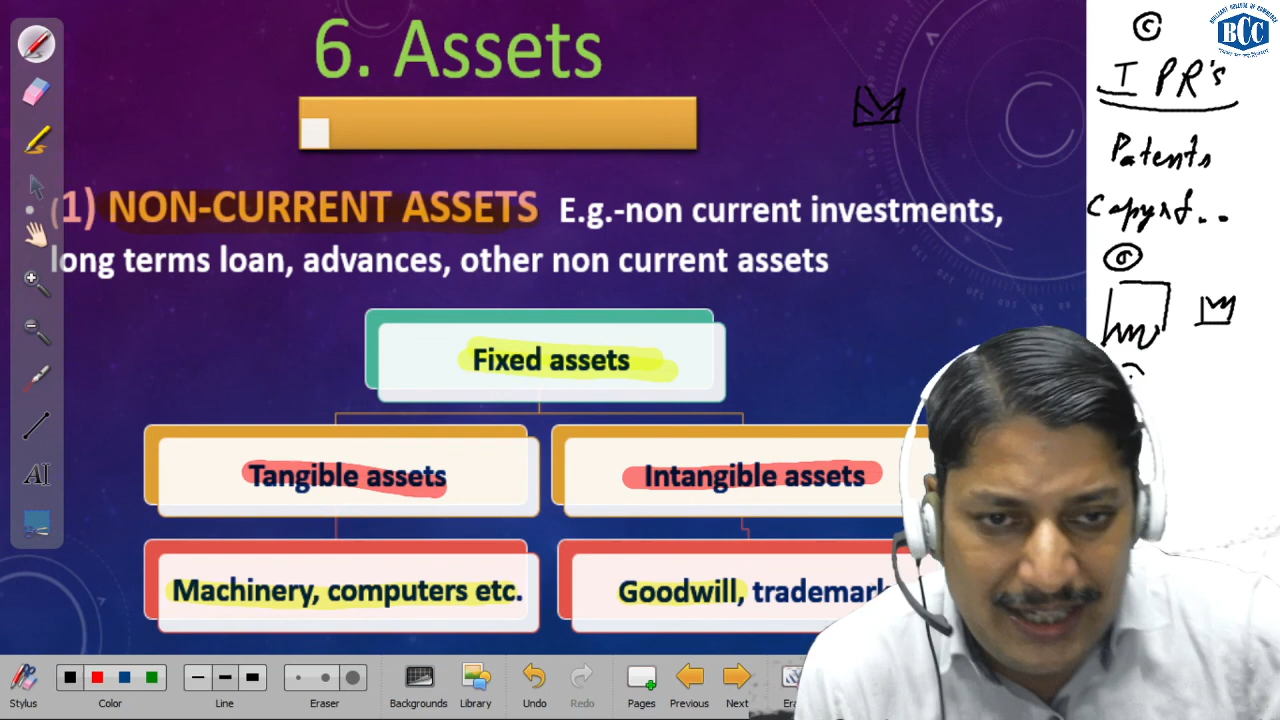 6. Assets
(1) NON-CURRENT ASSETS E.g.-non current investments,
long terms loan, advances, other non current assets
Fixed assets
Tangible assets
Intangible assets
Machinery, computers etc.
Goodwill, trademark
©
IPR's
Patents
BCC
AI
Stylus
Color
Line
Eraser
Backgrounds
Library
Undo
Redo
Pages
Previous
Next